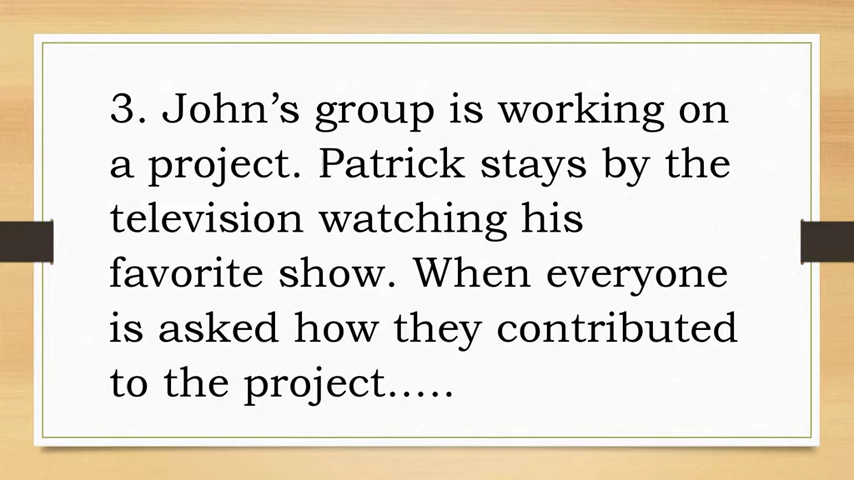 3. John’s group is working on
a project. Patrick stays by the
television watching his
favorite show. When everyone
is asked how they contributed
to the project.....